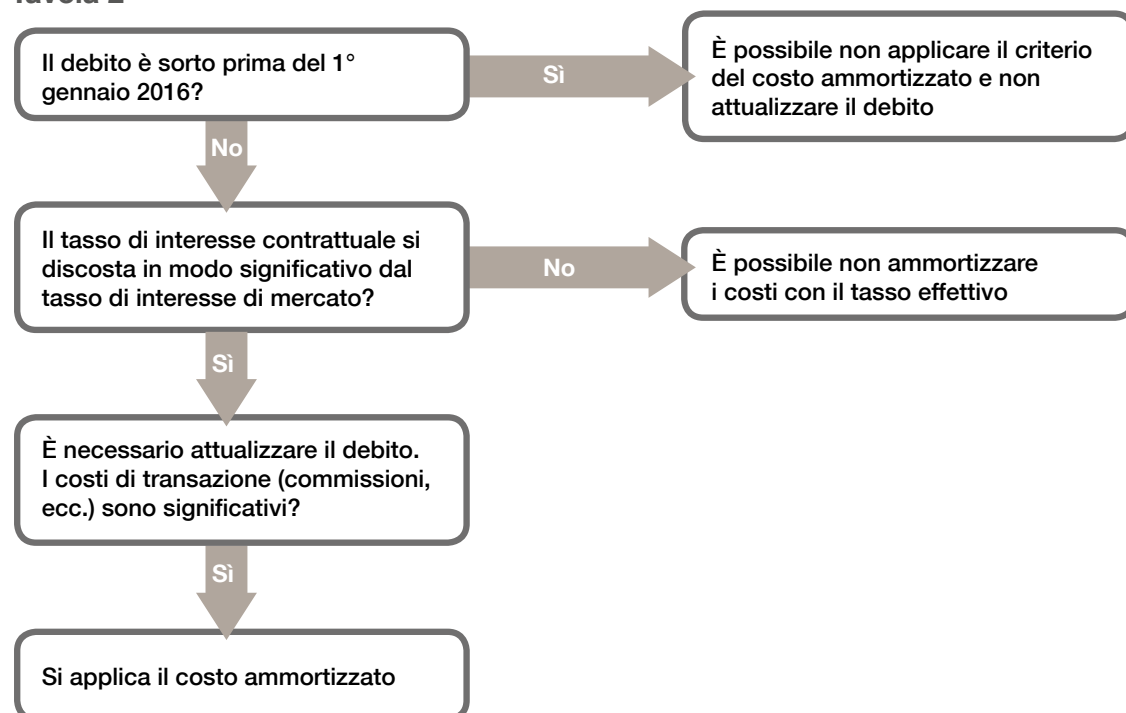 Il debito è sorto prima del 1°
gennaio 2016?
Sì
È possibile non applicare il criterio
del costo ammortizzato e non
attualizzare il debito
No
Il tasso di interesse contrattuale si
discosta in modo significativo dal
tasso di interesse di mercato?
No
È possibile non ammortizzare
i costi con il tasso effettivo
Sì
È necessario attualizzare il debito.
I costi di transazione (commissioni,
ecc.) sono significativi?
Sì
Si applica il costo ammortizzato